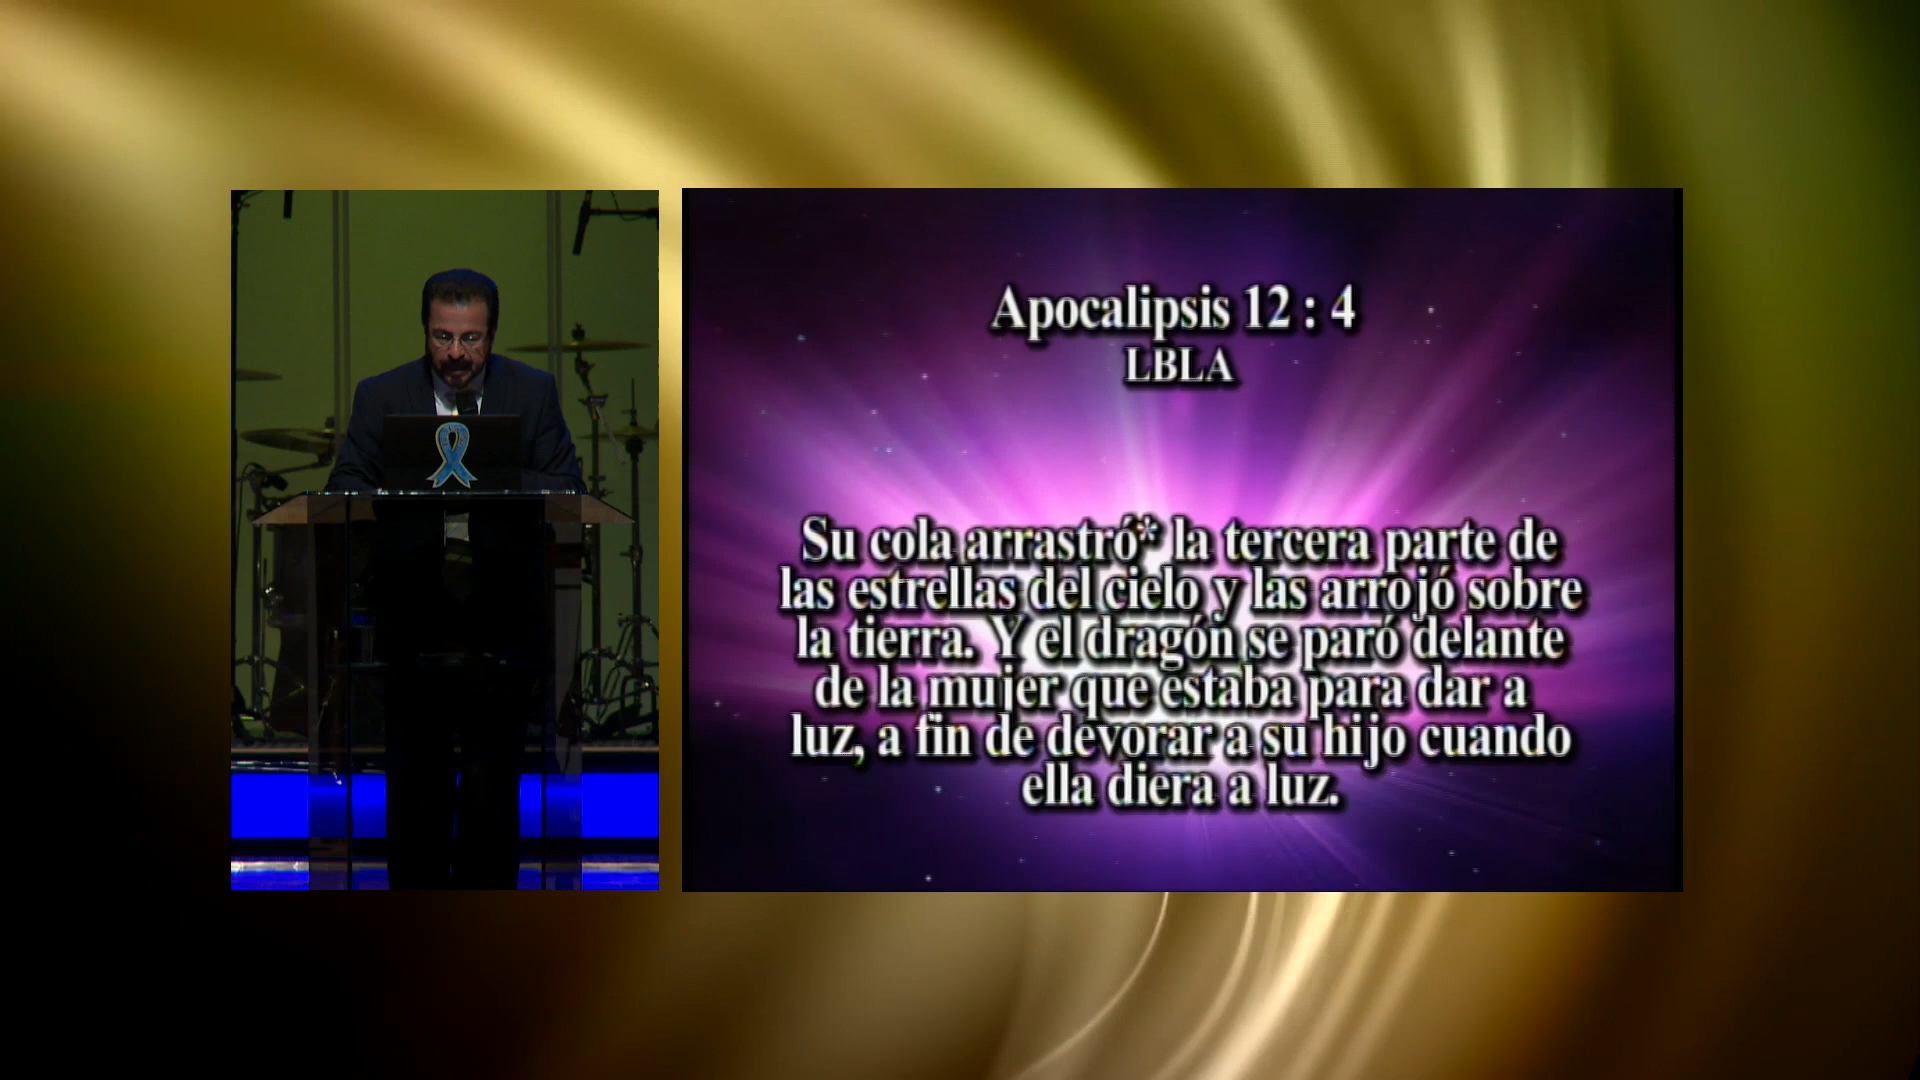 Apocalipsis 12 : 4
LBLA
Su cola arrastró* la tercera parte de
las estrellas del cielo y las arrojó sobre
la tierra. Y el dragón se paró delante
de la mujer que estaba para dar a
luz, a fin de devorar a su hijo cuando
ella diera a luz.